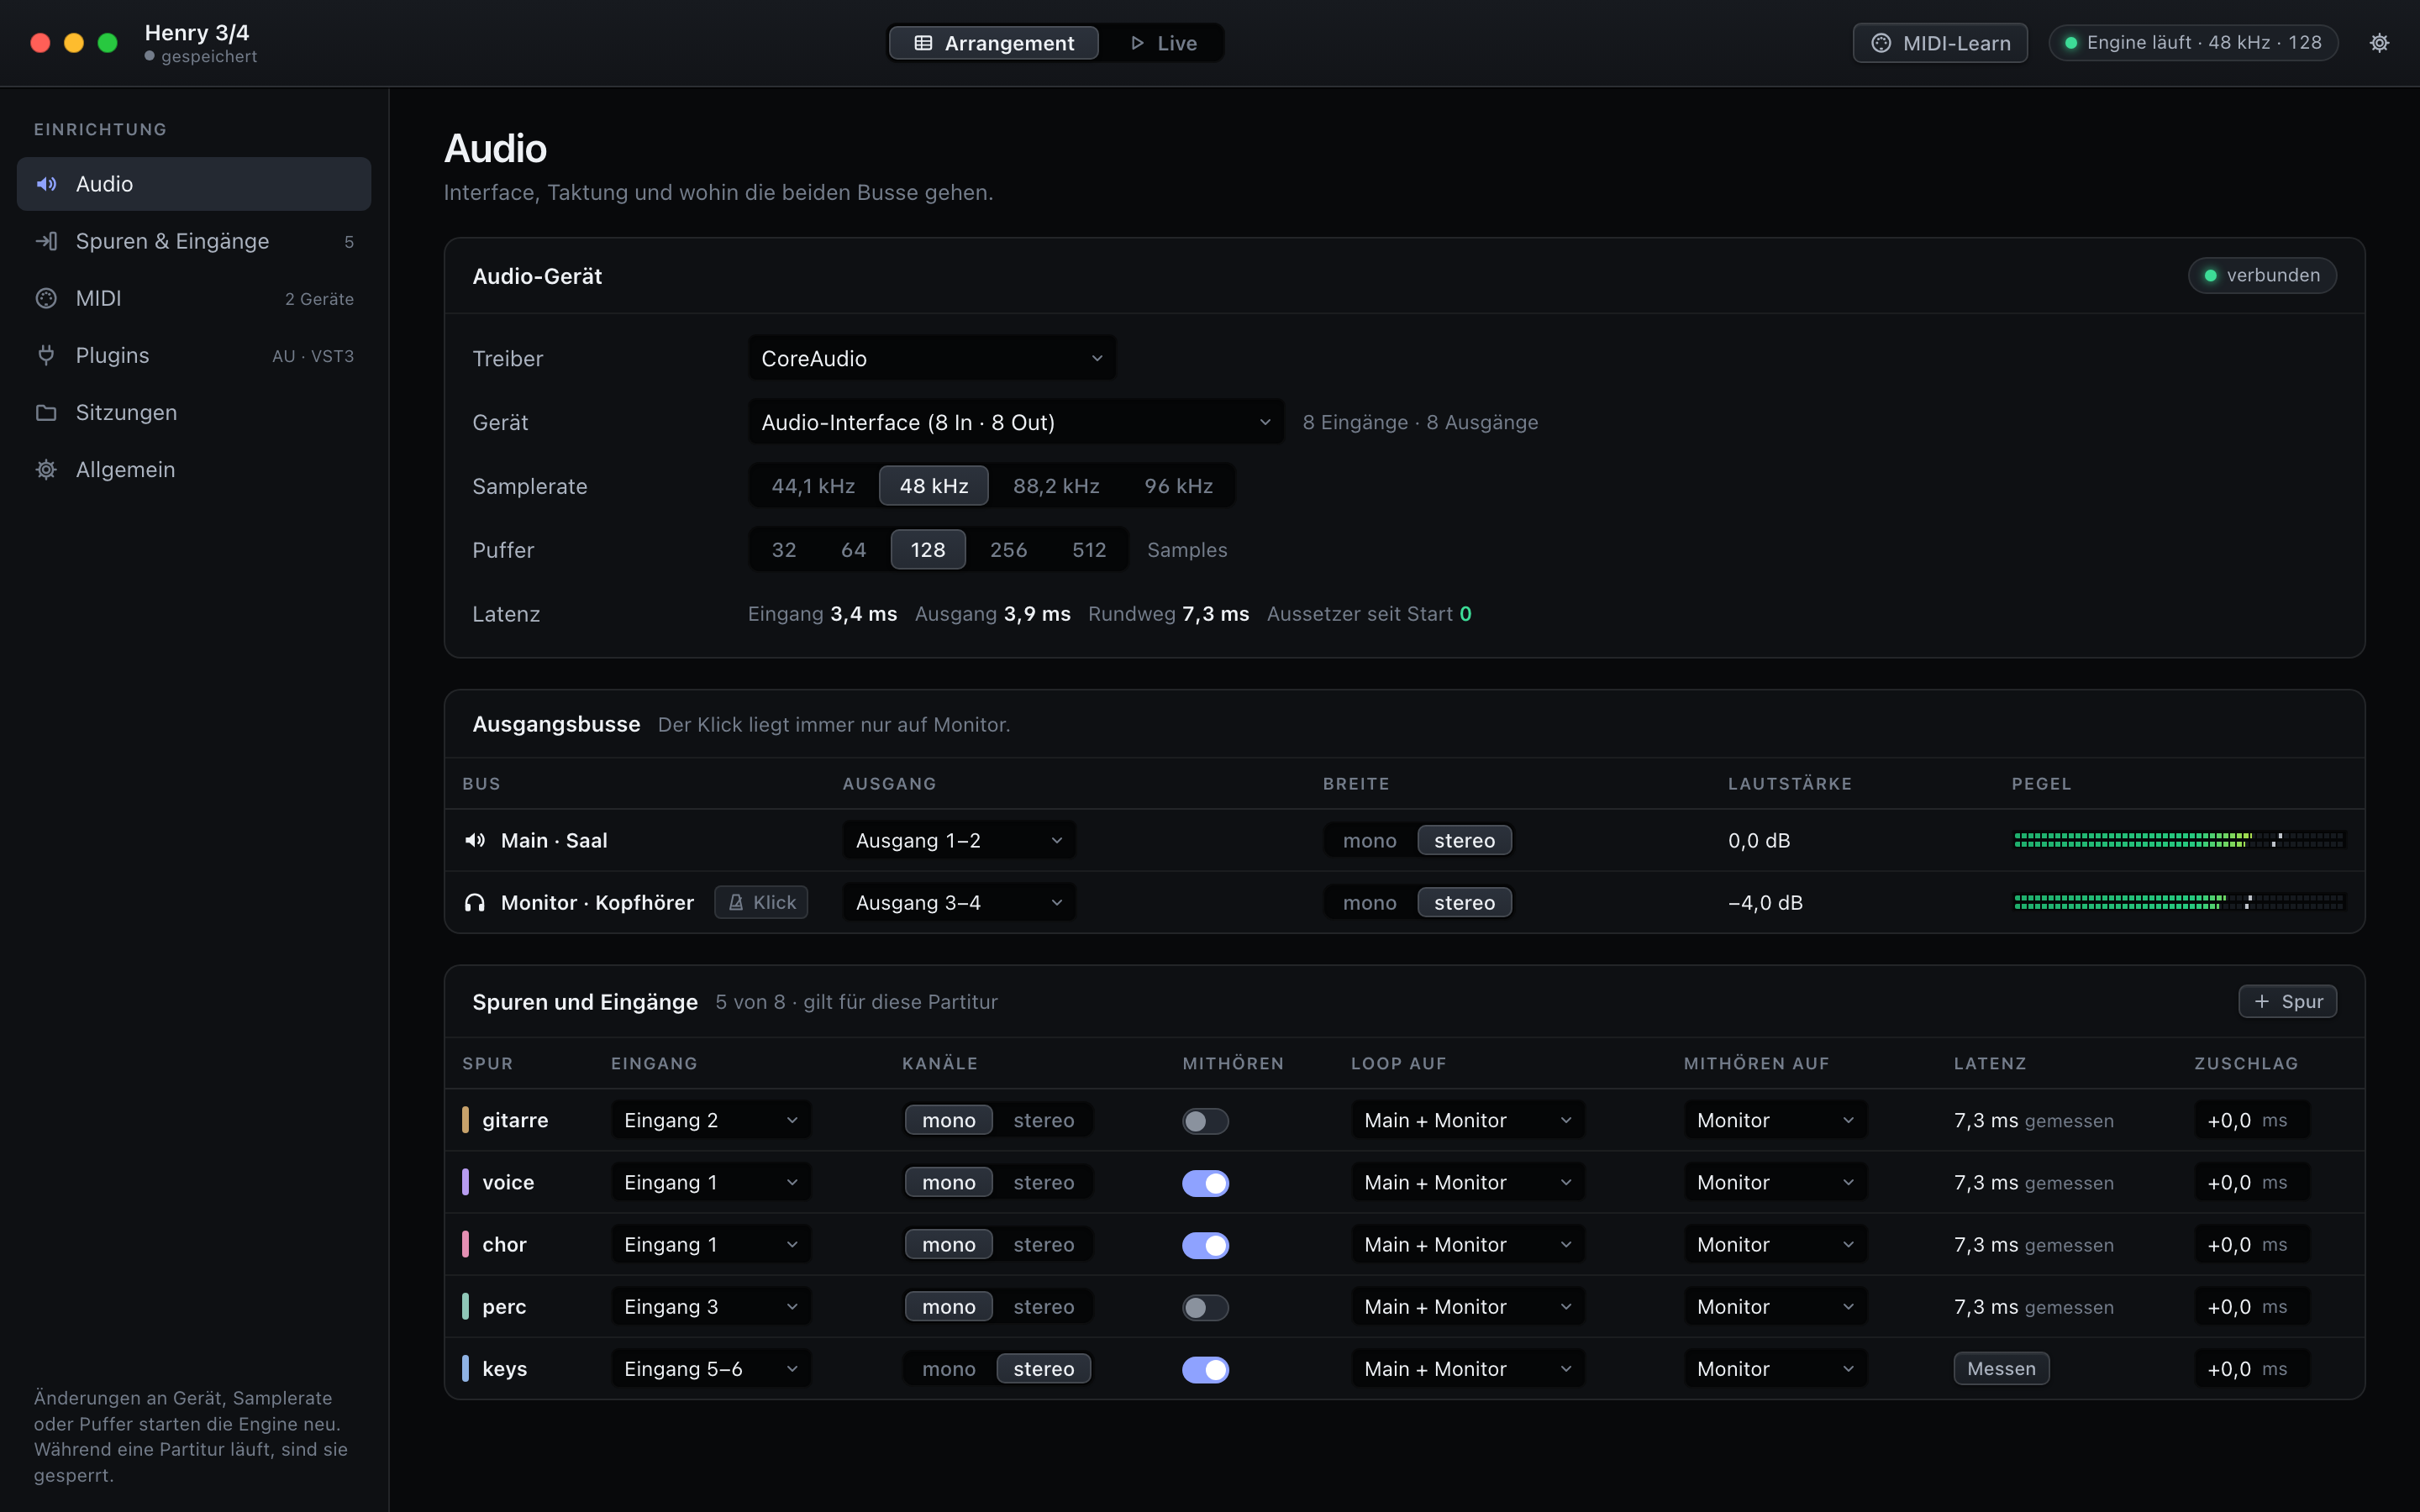 Henry 3/4
gespeichert
Arrangement
Live
MIDI-Learn
Engine läuft · 48 kHz · 128
EINRICHTUNG
Audio
Spuren & Eingänge 5
MIDI 2 Geräte
Plugins AU · VST3
Sitzungen
Allgemein
Änderungen an Gerät, Samplerate
oder Puffer starten die Engine neu.
Während eine Partitur läuft, sind sie
gesperrt.
Audio
Interface, Taktung und wohin die beiden Busse gehen.
Audio-Gerät verbunden
Treiber CoreAudio
Gerät Audio-Interface (8 In · 8 Out) 8 Eingänge · 8 Ausgänge
Samplerate 44,1 kHz 48 kHz 88,2 kHz 96 kHz
Puffer 32 64 128 256 512 Samples
Latenz Eingang 3,4 ms Ausgang 3,9 ms Rundweg 7,3 ms Aussetzer seit Start 0
Ausgangsbusse Der Klick liegt immer nur auf Monitor.
BUS AUSGANG BREITE LAUTSTÄRKE PEGEL
Main · Saal Ausgang 1–2 mono stereo 0,0 dB
Monitor · Kopfhörer Klick Ausgang 3–4 mono stereo −4,0 dB
Spuren und Eingänge 5 von 8 · gilt für diese Partitur + Spur
SPUR EINGANG KANÄLE MITHÖREN LOOP AUF MITHÖREN AUF LATENZ ZUSCHLAG
gitarre Eingang 2 mono stereo Main + Monitor Monitor 7,3 ms gemessen +0,0 ms
voice Eingang 1 mono stereo Main + Monitor Monitor 7,3 ms gemessen +0,0 ms
chor Eingang 1 mono stereo Main + Monitor Monitor 7,3 ms gemessen +0,0 ms
perc Eingang 3 mono stereo Main + Monitor Monitor 7,3 ms gemessen +0,0 ms
keys Eingang 5–6 mono stereo Main + Monitor Monitor Messen +0,0 ms